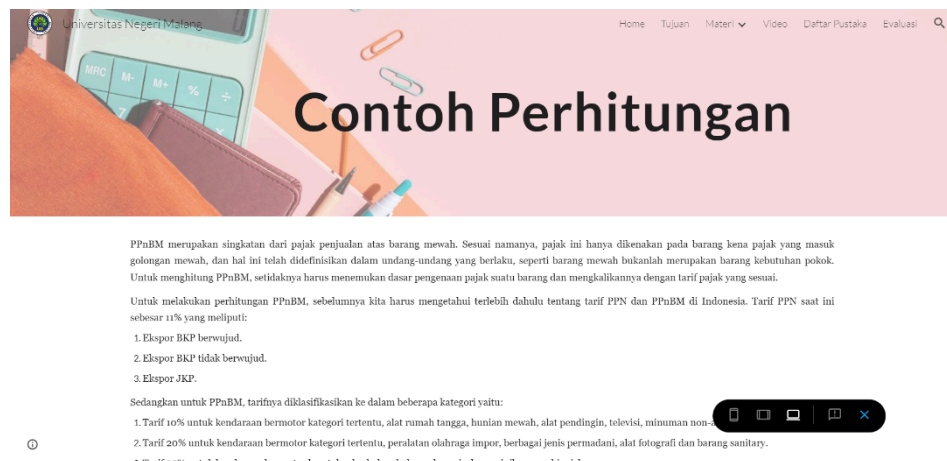 Universitas Negeri Malang
Home Tujuan Materi Video Daftar Pustaka Evaluasi
MRC M- M+ % ÷
7
×
Contoh Perhitungan
PPnBM merupakan singkatan dari pajak penjualan atas barang mewah. Sesuai namanya, pajak ini hanya dikenakan pada barang kena pajak yang masuk
golongan mewah, dan hal ini telah didefinisikan dalam undang-undang yang berlaku, seperti barang mewah bukanlah merupakan barang kebutuhan pokok.
Untuk menghitung PPnBM, setidaknya harus menemukan dasar pengenaan pajak suatu barang dan mengkalikannya dengan tarif pajak yang sesuai.
Untuk melakukan perhitungan PPnBM, sebelumnya kita harus mengetahui terlebih dahulu tentang tarif PPN dan PPnBM di Indonesia. Tarif PPN saat ini
sebesar 11% yang meliputi:
1. Ekspor BKP berwujud.
2. Ekspor BKP tidak berwujud.
3. Ekspor JKP.
Sedangkan untuk PPnBM, tarifnya diklasifikasikan ke dalam beberapa kategori yaitu:
1. Tarif 10% untuk kendaraan bermotor kategori tertentu, alat rumah tangga, hunian mewah, alat pendingin, televisi, minuman non-a
2. Tarif 20% untuk kendaraan bermotor kategori tertentu, peralatan olahraga impor, berbagai jenis permadani, alat fotografi dan barang sanitary.